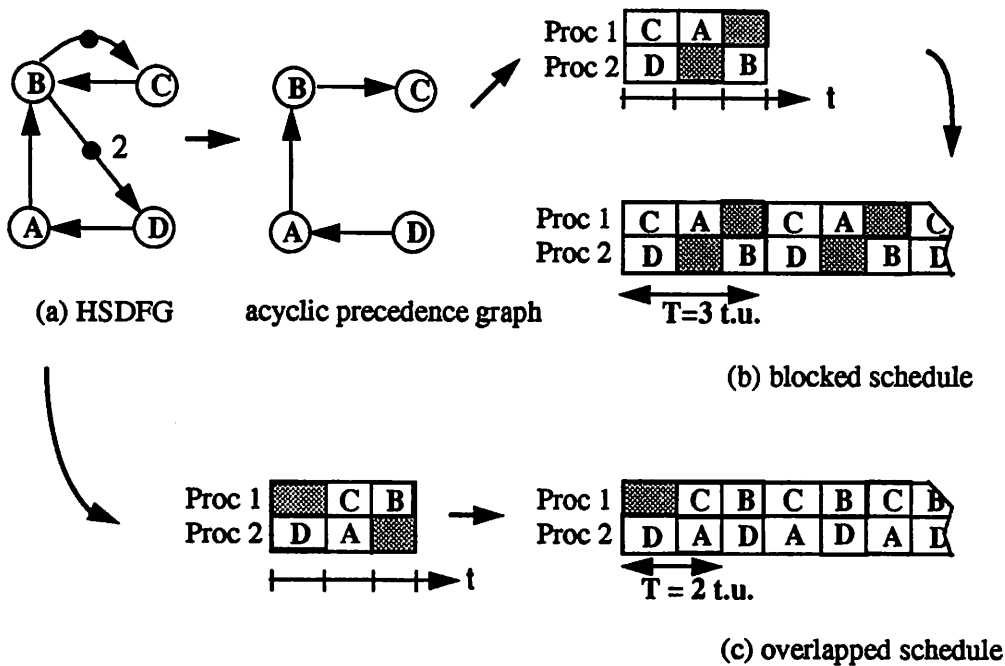 B
C
2
A
D
(a) HSDFG
B
C
A
D
acyclic precedence graph
Proc 1 C A
Proc 2 D B
t
Proc 1 C A C A C
Proc 2 D B D B D
T=3 t.u.
(b) blocked schedule
Proc 1 C B
Proc 2 D A
t
Proc 1 C B C B C B
Proc 2 D A D A D A D
T = 2 t.u.
(c) overlapped schedule